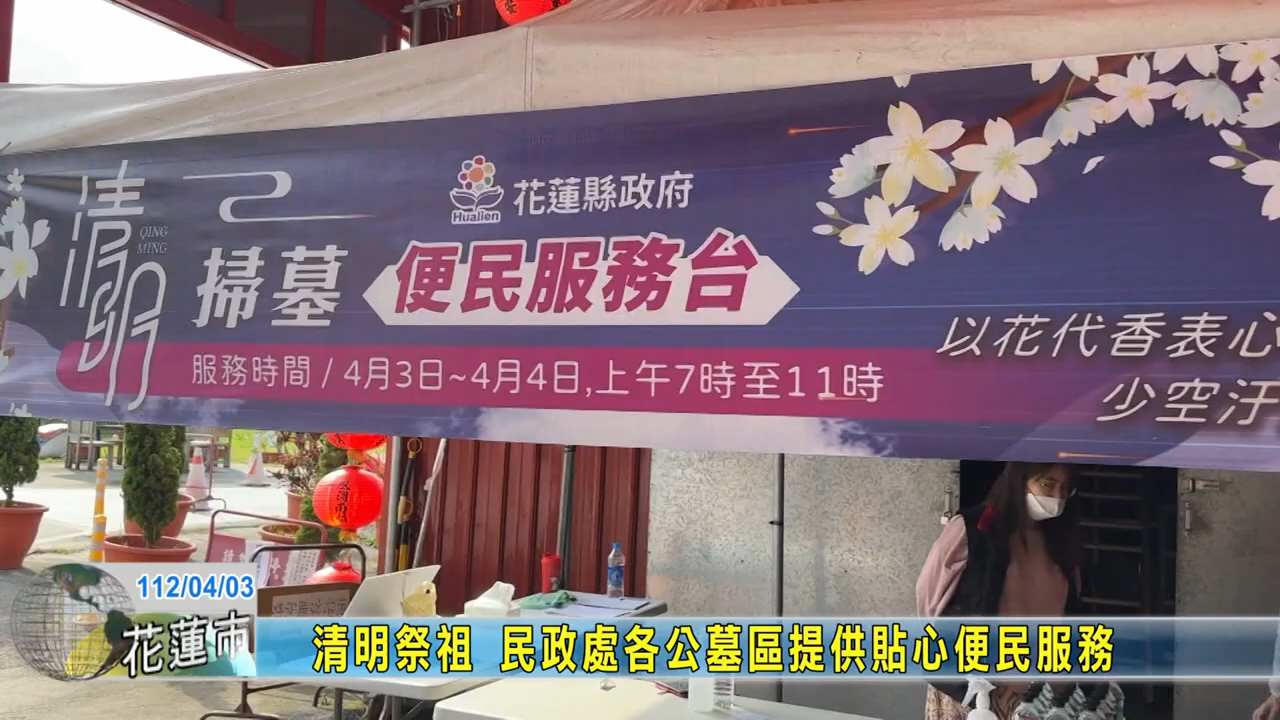 清明
QING
MING
掃墓
Hualien
花蓮縣政府
便民服務台
服務時間 / 4月3日~4月4日,上午7時至11時
以花代香表心
少空汙
112/04/03
花蓮市
清明祭祖 民政處各公墓區提供貼心便民服務